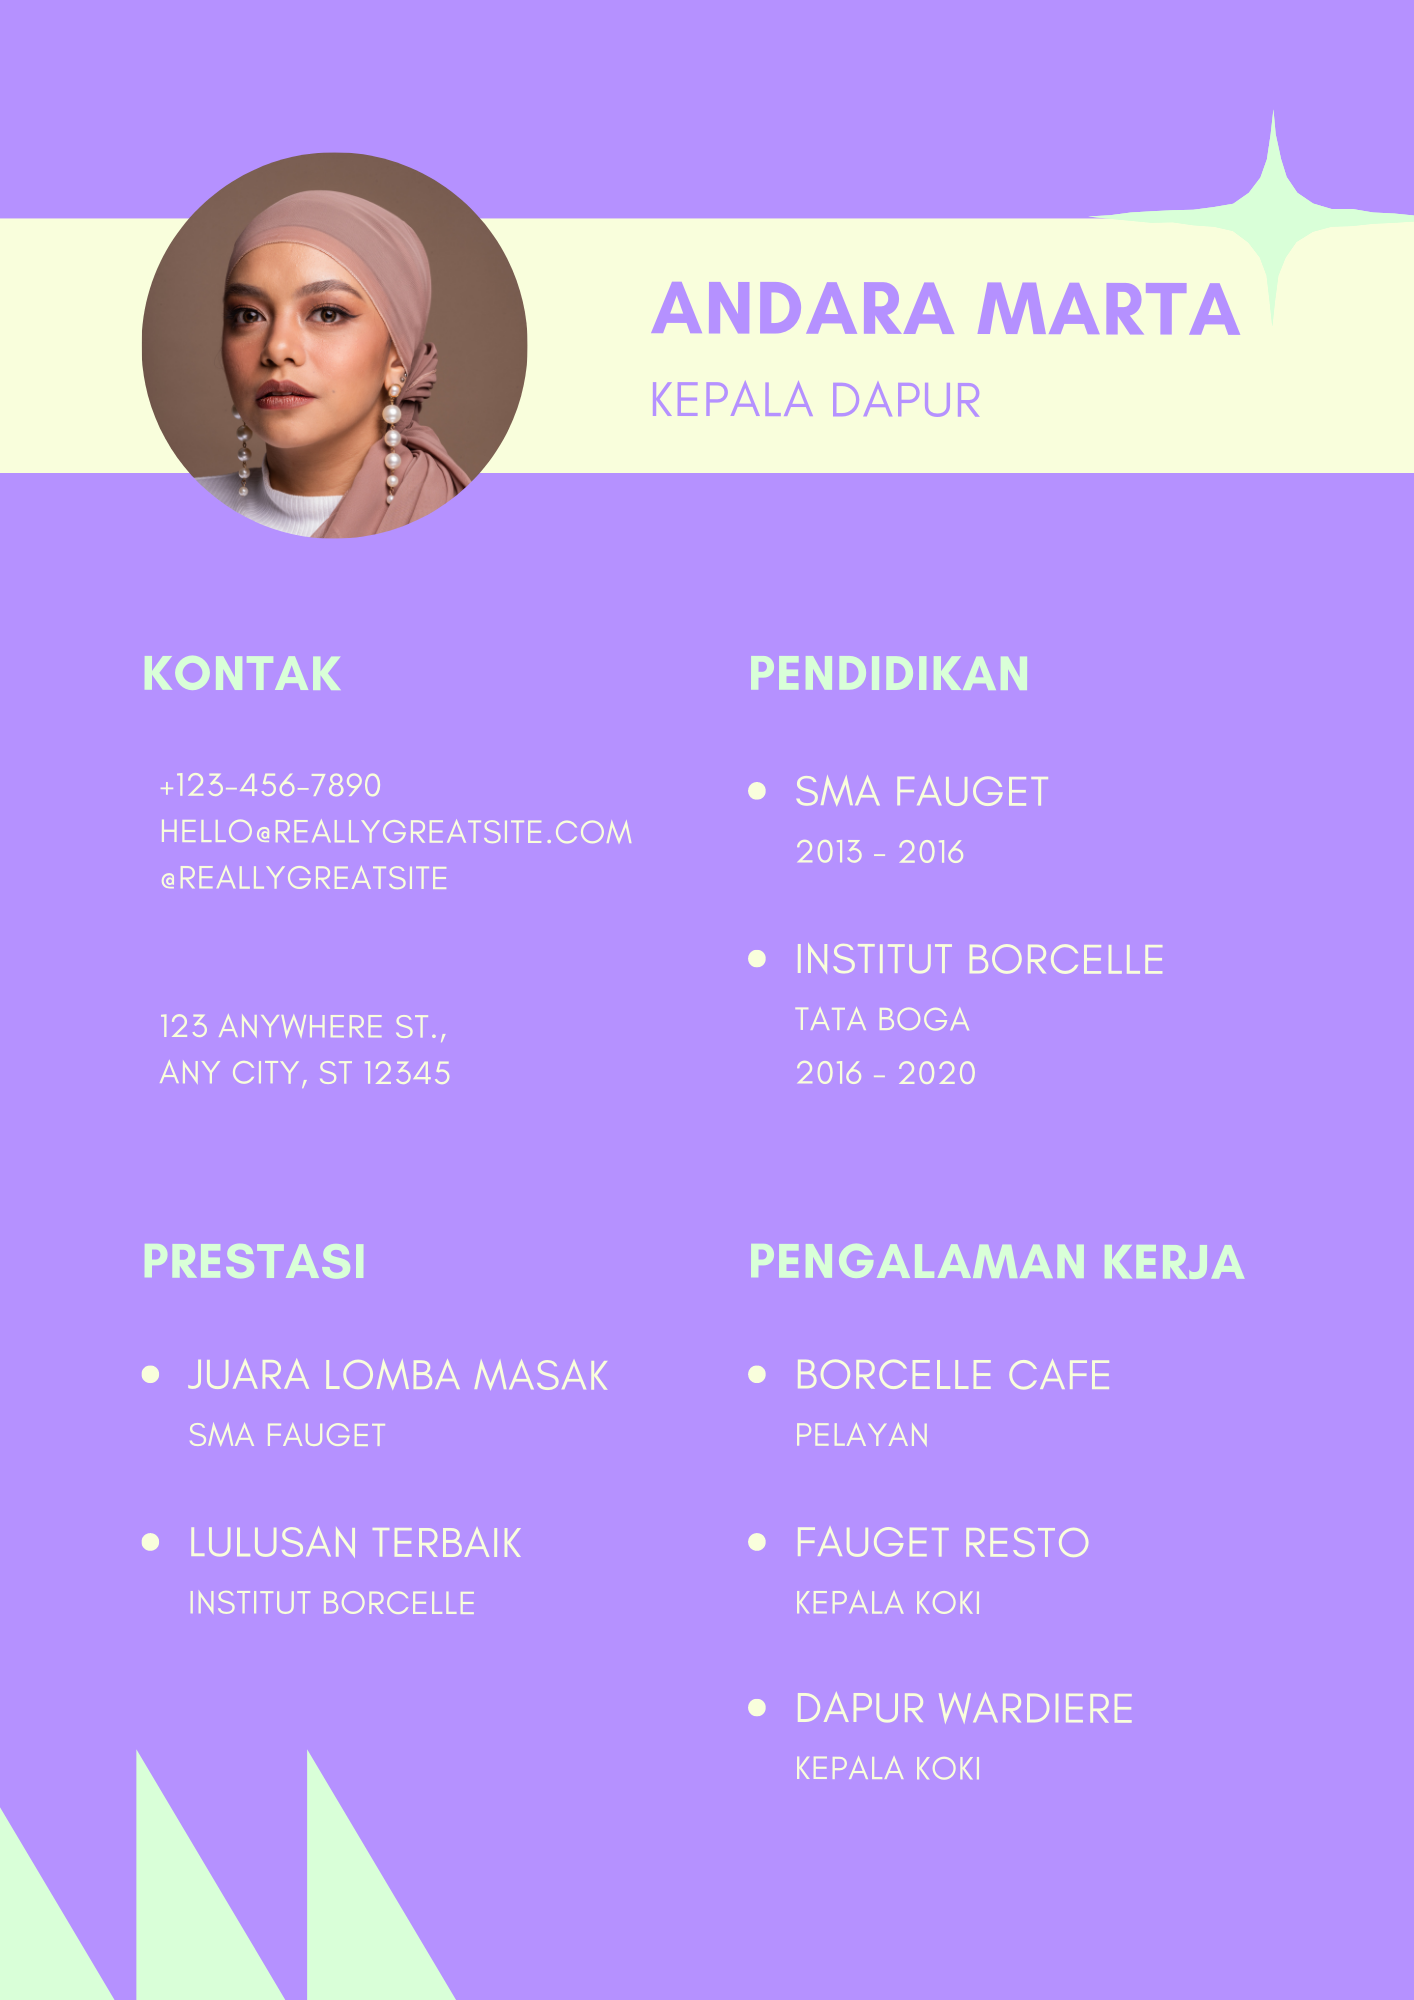 ANDARA MARTA
KEPALA DAPUR
KONTAK
+123-456-7890
HELLO@REALLYGREATSITE.COM
@REALLYGREATSITE
123 ANYWHERE ST.,
ANY CITY, ST 12345
PENDIDIKAN
SMA FAUGET
2013 - 2016
INSTITUT BORCELLE
TATA BOGA
2016 - 2020
PRESTASI
JUARA LOMBA MASAK
SMA FAUGET
LULUSAN TERBAIK
INSTITUT BORCELLE
PENGALAMAN KERJA
BORCELLE CAFE
PELAYAN
FAUGET RESTO
KEPALA KOKI
DAPUR WARDIERE
KEPALA KOKI